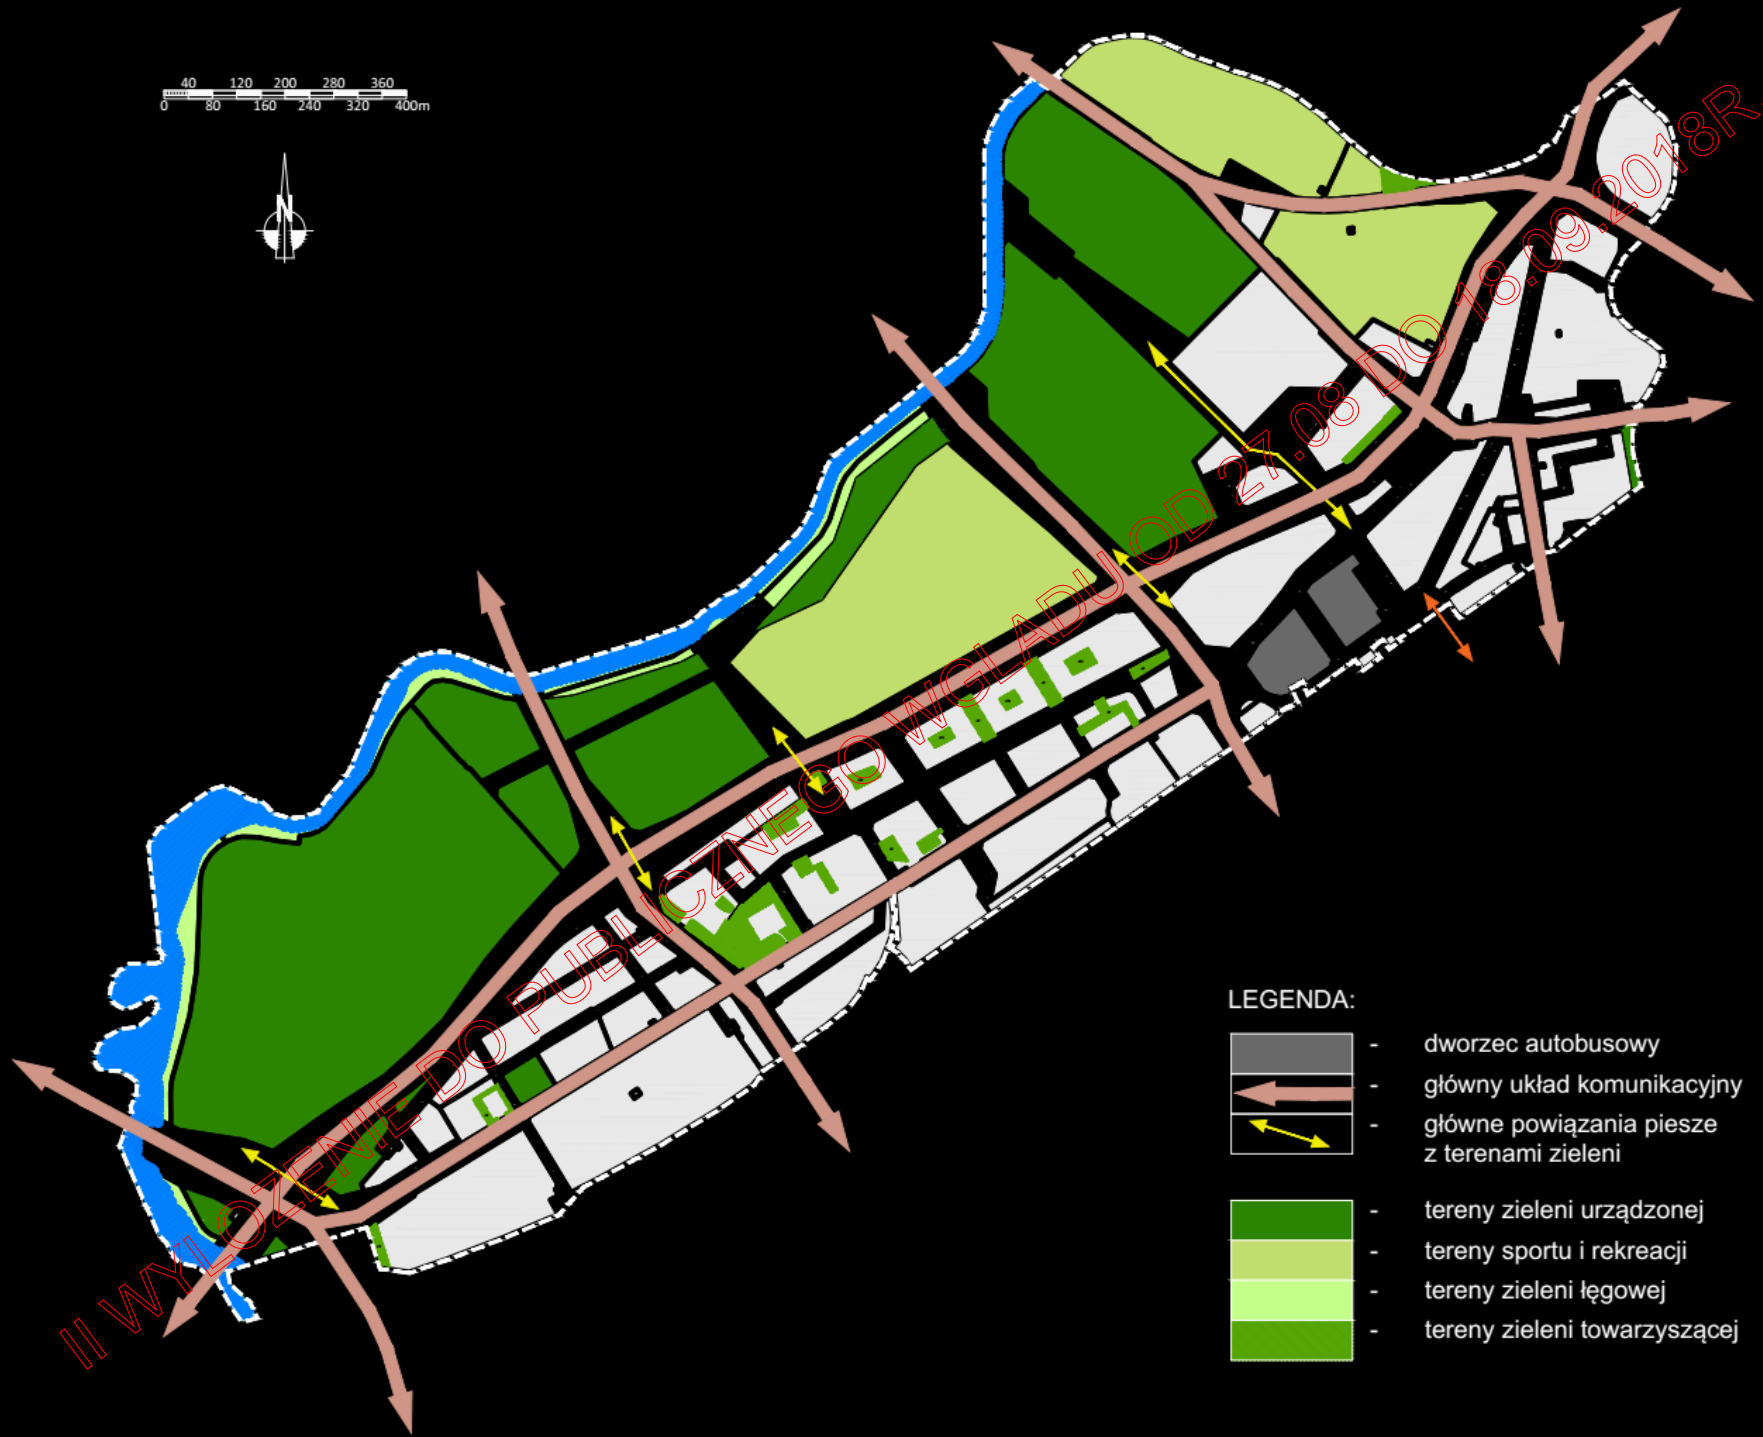 40 120 200 280 360
0 80 160 240 320 400m
N
II WYLOZENIE DO PUBLICZNEGO WGLADU OD 27.08 DO 18.09.2018R
LEGENDA:
- dworzec autobusowy
- główny układ komunikacyjny
- główne powiązania piesze
z terenami zieleni
- tereny zieleni urządzonej
- tereny sportu i rekreacji
- tereny zieleni łęgowej
- tereny zieleni towarzyszącej